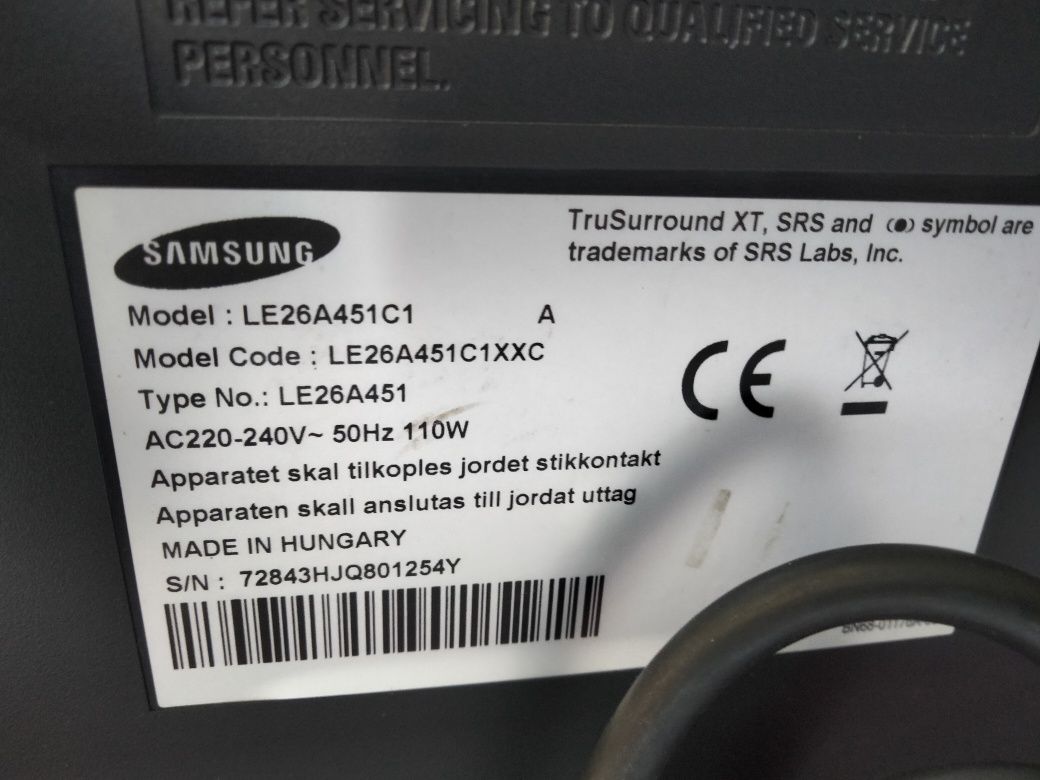 REFER SERVICING TO QUALIFIED SERVICE
PERSONNEL.
SAMSUNG
TruSurround XT, SRS and (●) symbol are
trademarks of SRS Labs, Inc.
Model : LE26A451C1 A
Model Code : LE26A451C1XXC
Type No.: LE26A451
AC220-240V~ 50Hz 110W
Apparatet skal tilkoples jordet stikkontakt
Apparaten skall anslutas till jordat uttag
MADE IN HUNGARY
S/N : 72843HJQ801254Y
CE